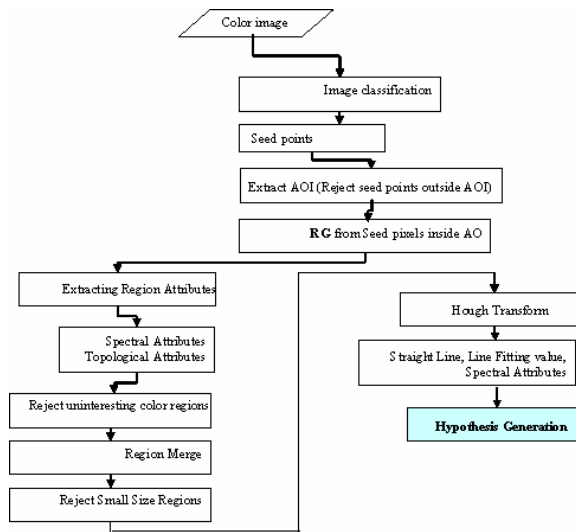 Color image
Image classification
Seed points
Extract AOI (Reject seed points outside AOI)
RG from Seed pixels inside AO
Extracting Region Attributes
Spectral Attributes
Topological Attributes
Reject uninteresting color regions
Region Merge
Reject Small Size Regions
Hough Transform
Straight Line, Line Fitting value,
Spectral Attributes
Hypothesis Generation